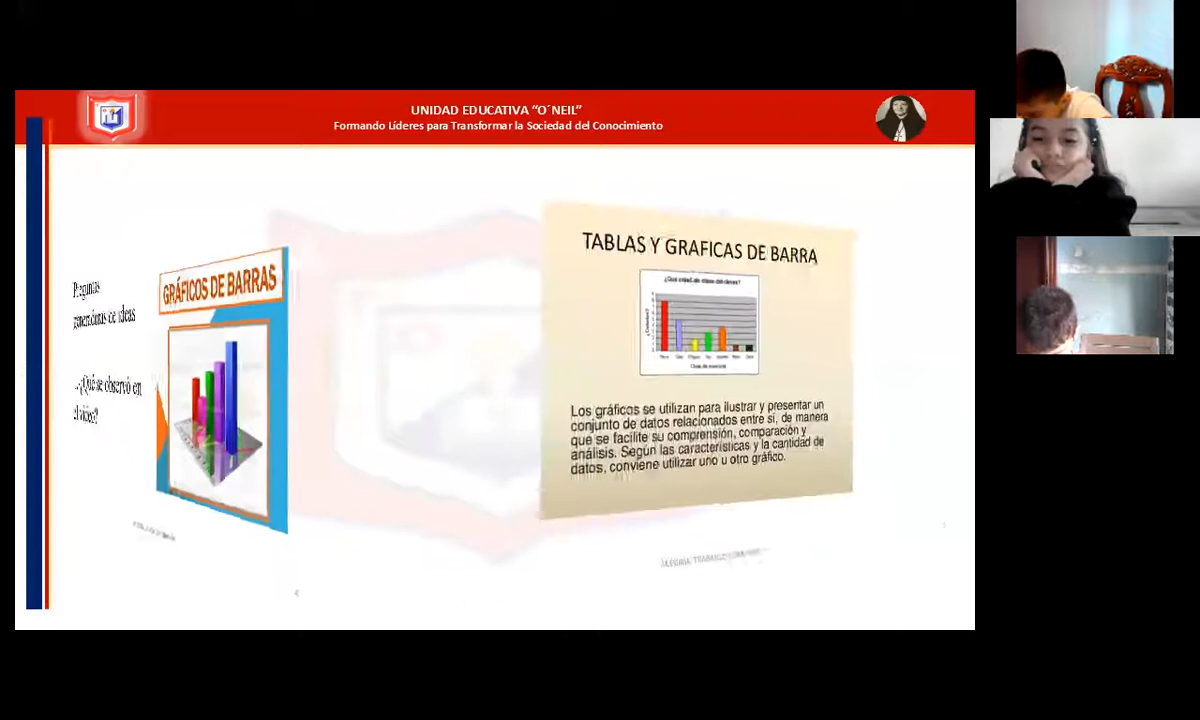 UNIDAD EDUCATIVA “O´NEIL”
Formando Líderes para Transformar la Sociedad del Conocimiento
Preguntas
generadoras de ideas
¿Qué se observó en
el video?
GRÁFICOS DE BARRAS
TABLAS Y GRAFICAS DE BARRA
Los gráficos se utilizan para ilustrar y presentar un
conjunto de datos relacionados entre sí, de manera
que se facilite su comprensión, comparación y
análisis. Según las características y la cantidad de
datos, conviene utilizar uno u otro gráfico.